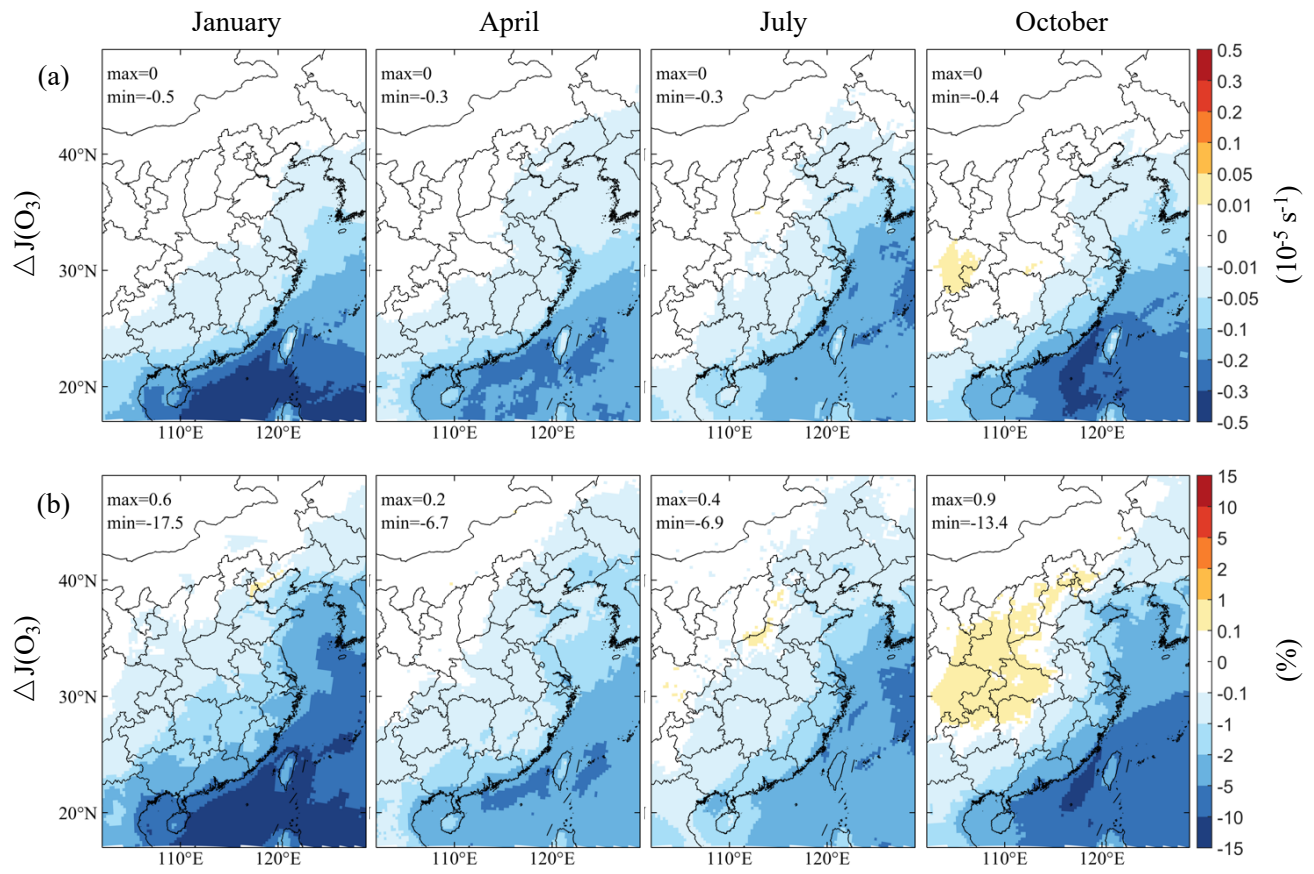 January April July October
(a)
max=0
min=-0.5
max=0
min=-0.3
max=0
min=-0.3
max=0
min=-0.4
△J(O3)
40°N
30°N
20°N
110°E 120°E 110°E 120°E 110°E 120°E 110°E 120°E
0.5
0.3
0.2
0.1
0.05
0.01
0
-0.01
-0.05
-0.1
-0.2
-0.3
-0.5
(10-5 s-1)
(b)
max=0.6
min=-17.5
max=0.2
min=-6.7
max=0.4
min=-6.9
max=0.9
min=-13.4
△J(O3)
40°N
30°N
20°N
110°E 120°E 110°E 120°E 110°E 120°E 110°E 120°E
15
10
5
2
1
0.1
0
-0.1
-1
-2
-5
-10
-15
(%)